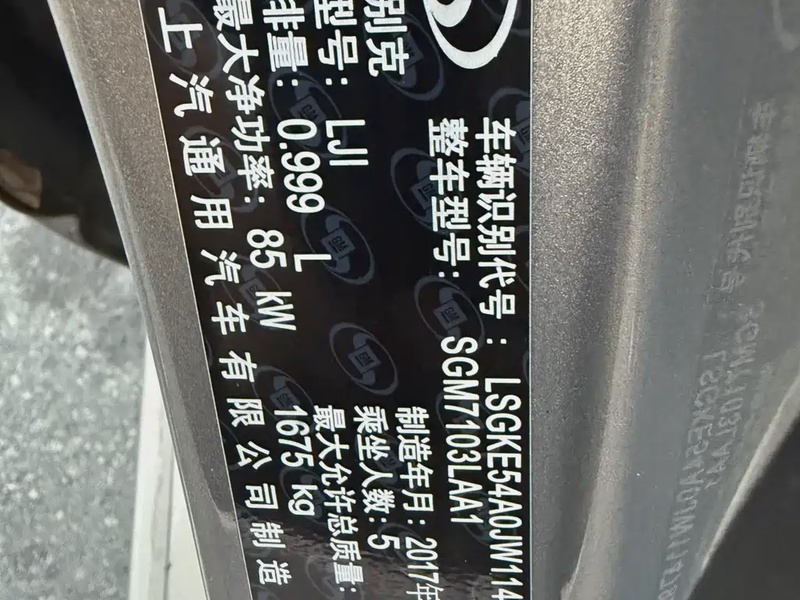 车辆识别代号：LSGKE54A0JW114
整车型号：SGM7103LAA1
别克
制造年月：2017年
型号：LJI
乘坐人数：5
排量：0.999 L
最大允许总质量：
最大净功率：85 kW
1675 kg
上汽通用汽车有限公司制造